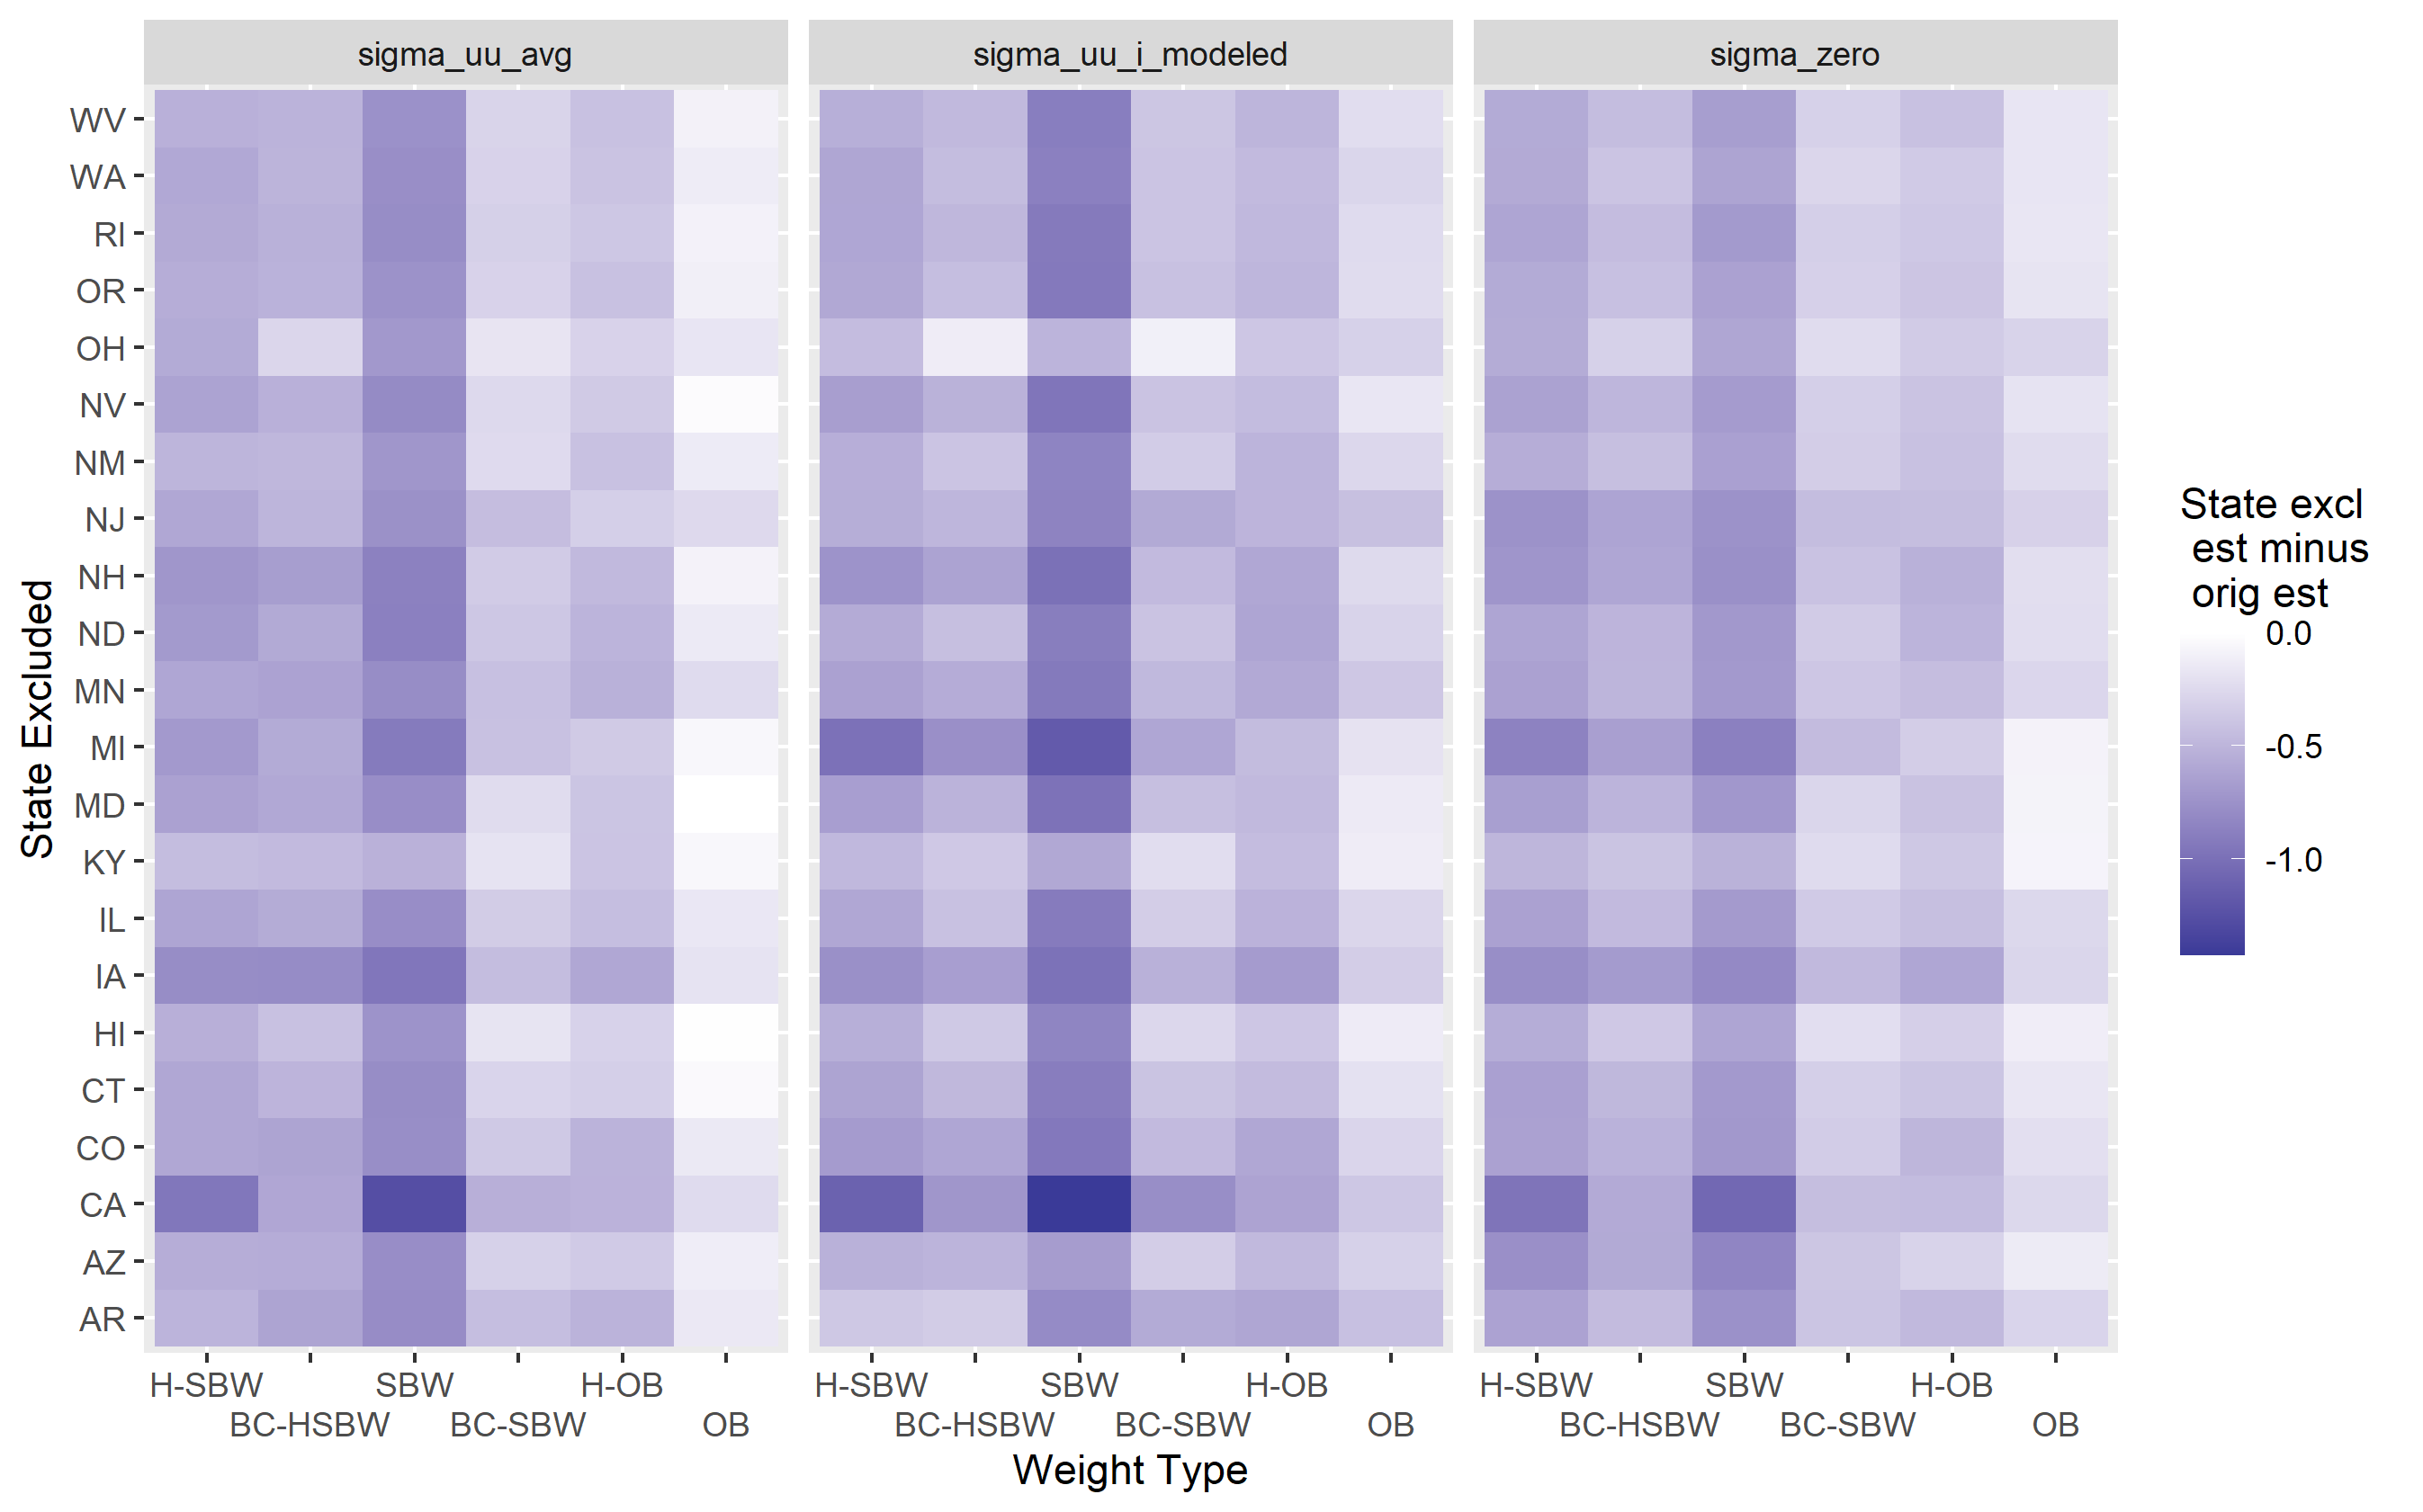 sigma_uu_avg
sigma_uu_i_modeled
sigma_zero
State Excluded
WV
WA
RI
OR
OH
NV
NM
NJ
NH
ND
MN
MI
MD
KY
IL
IA
HI
CT
CO
CA
AZ
AR
H-SBW SBW H-OB
BC-HSBW BC-SBW OB
H-SBW SBW H-OB
BC-HSBW BC-SBW OB
H-SBW SBW H-OB
BC-HSBW BC-SBW OB
Weight Type
State excl
est minus
orig est
0.0
-0.5
-1.0